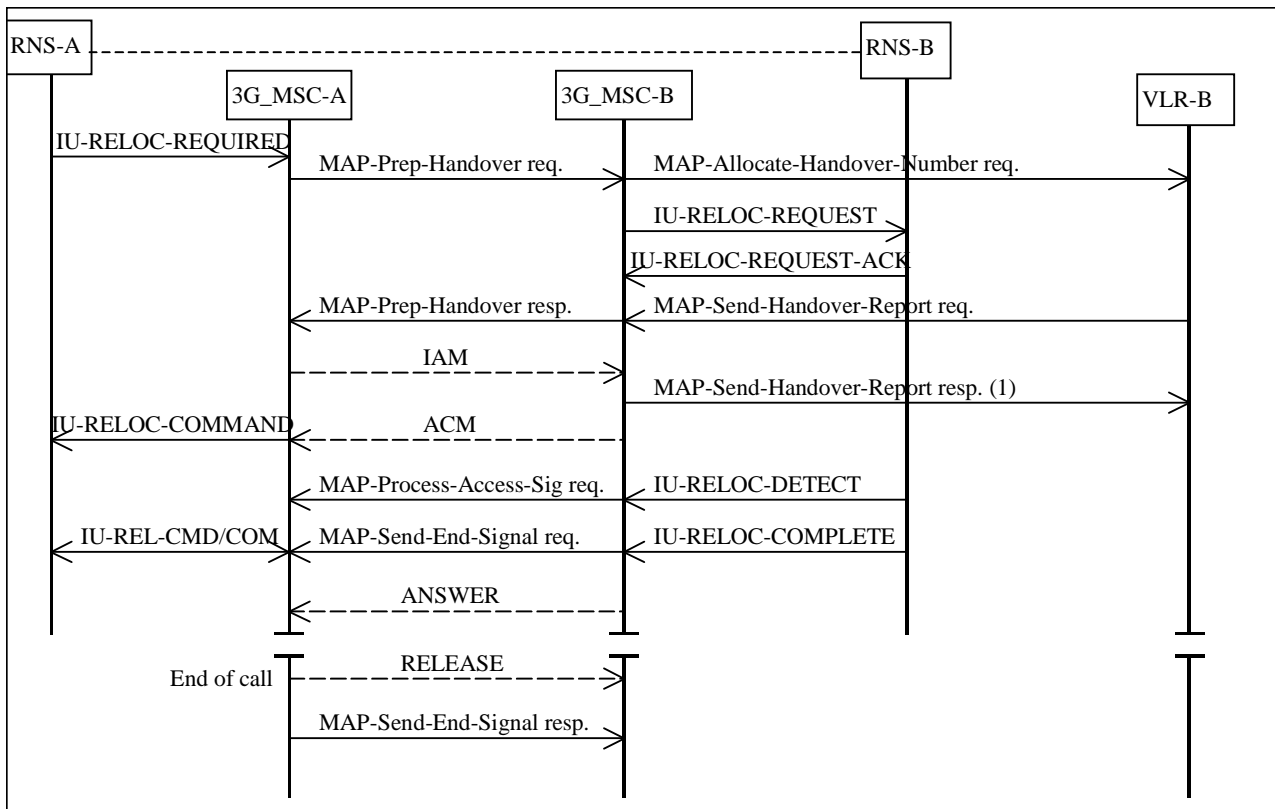 RNS-A
RNS-B
3G_MSC-A
3G_MSC-B
VLR-B
IU-RELOC-REQUIRED
MAP-Prep-Handover req.
MAP-Allocate-Handover-Number req.
IU-RELOC-REQUEST
IU-RELOC-REQUEST-ACK
MAP-Prep-Handover resp.
MAP-Send-Handover-Report req.
IAM
MAP-Send-Handover-Report resp. (1)
IU-RELOC-COMMAND
ACM
MAP-Process-Access-Sig req.
IU-RELOC-DETECT
IU-REL-CMD/COM
MAP-Send-End-Signal req.
IU-RELOC-COMPLETE
ANSWER
RELEASE
End of call
MAP-Send-End-Signal resp.